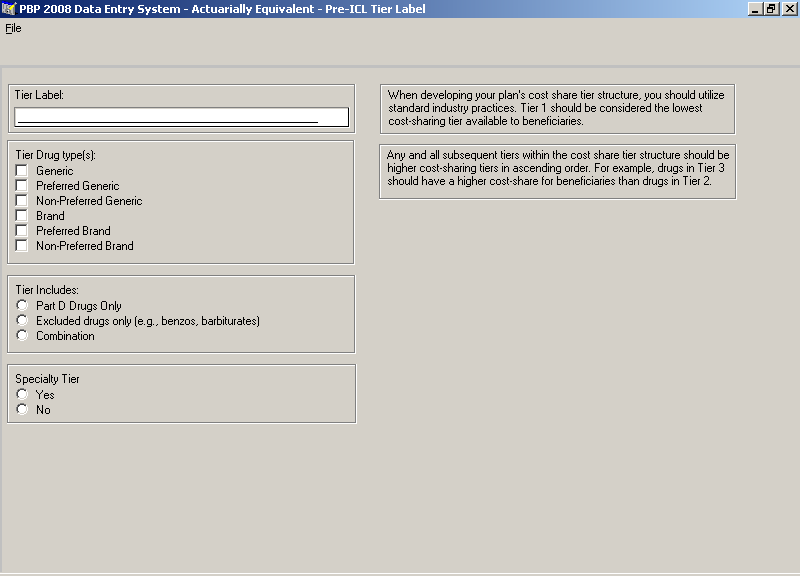 PBP 2008 Data Entry System - Actuarially Equivalent - Pre-ICL Tier Label
File
Tier Label:
Tier Drug type(s):
Generic
Preferred Generic
Non-Preferred Generic
Brand
Preferred Brand
Non-Preferred Brand
Tier Includes:
Part D Drugs Only
Excluded drugs only (e.g., benzos, barbiturates)
Combination
Specialty Tier
Yes
No
When developing your plan's cost share tier structure, you should utilize
standard industry practices. Tier 1 should be considered the lowest
cost-sharing tier available to beneficiaries.
Any and all subsequent tiers within the cost share tier structure should be
higher cost-sharing tiers in ascending order. For example, drugs in Tier 3
should have a higher cost-share for beneficiaries than drugs in Tier 2.